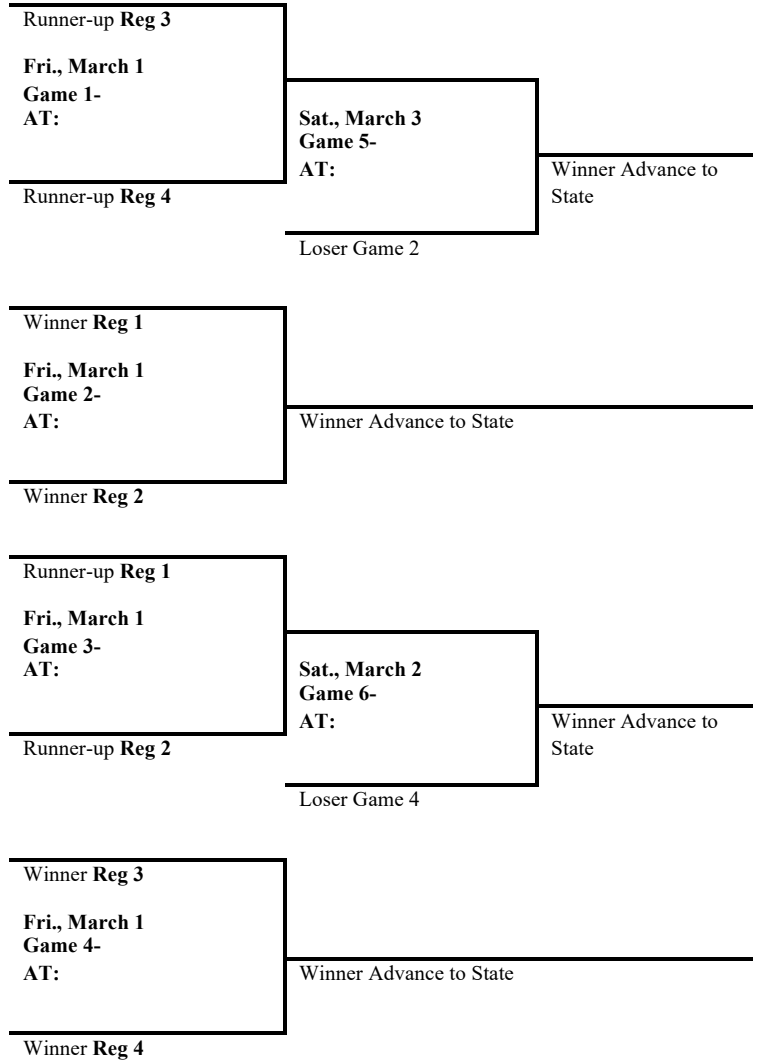 Runner-up Reg 3
Fri., March 1
Game 1-
AT:
Sat., March 3
Game 5-
AT:
Winner Advance to
State
Runner-up Reg 4
Loser Game 2
Winner Reg 1
Fri., March 1
Game 2-
AT:
Winner Advance to State
Winner Reg 2
Runner-up Reg 1
Fri., March 1
Game 3-
AT:
Sat., March 2
Game 6-
AT:
Winner Advance to
State
Runner-up Reg 2
Loser Game 4
Winner Reg 3
Fri., March 1
Game 4-
AT:
Winner Advance to State
Winner Reg 4